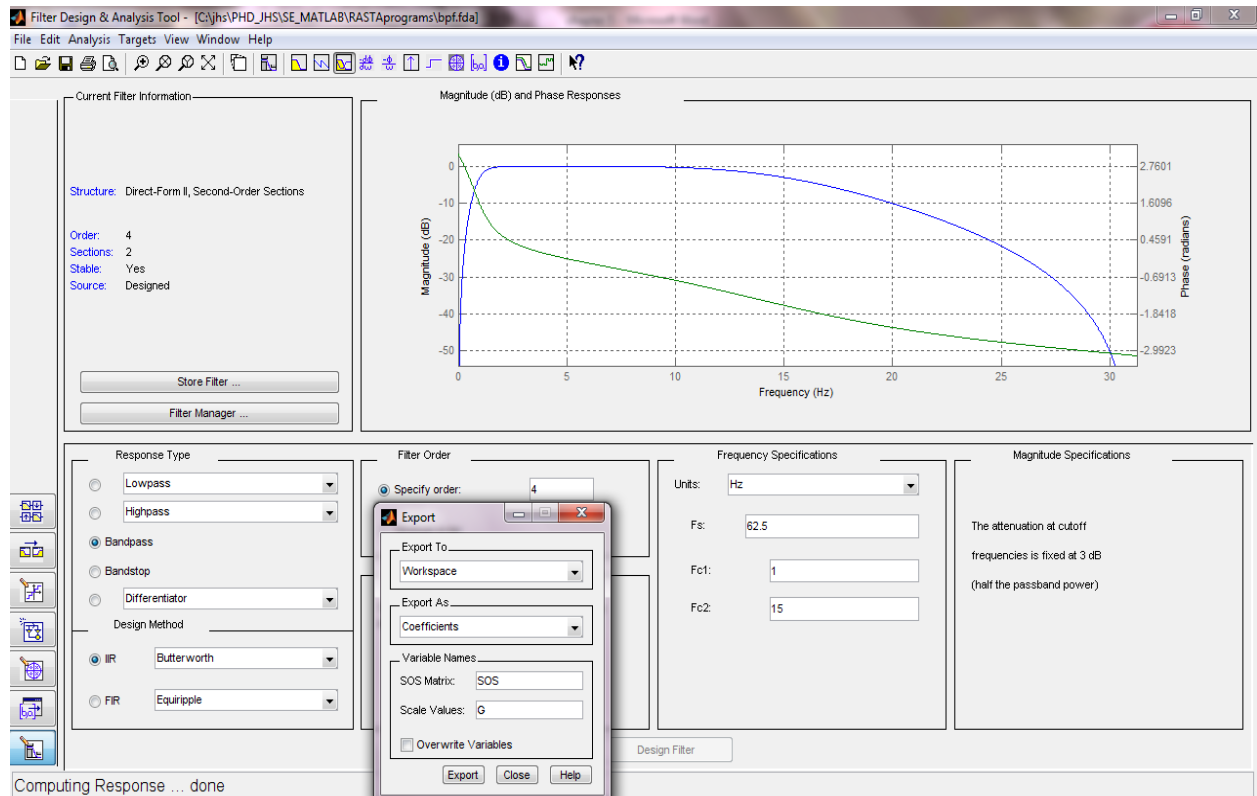 Filter Design & Analysis Tool - [C:\jhs\PHD_JHS\SE_MATLAB\RASTAprograms\bpf.fda]
File Edit Analysis Targets View Window Help
Current Filter Information
Structure: Direct-Form II, Second-Order Sections
Order: 4
Sections: 2
Stable: Yes
Source: Designed
Store Filter ...
Filter Manager ...
Magnitude (dB) and Phase Responses
Magnitude (dB)
0
-10
-20
-30
-40
-50
0 5 10 15 20 25 30
Frequency (Hz)
2.7601
1.6096
0.4591
-0.6913
-1.8418
-2.9923
Phase (radians)
Response Type
Lowpass
Highpass
Bandpass
Bandstop
Differentiator
Design Method
IIR Butterworth
FIR Equiripple
Filter Order
Specify order: 4
Export
Export To
Workspace
Export As
Coefficients
Variable Names
SOS Matrix: SOS
Scale Values: G
Overwrite Variables
Export Close Help
Frequency Specifications
Units: Hz
Fs: 62.5
Fc1: 1
Fc2: 15
Magnitude Specifications
The attenuation at cutoff
frequencies is fixed at 3 dB
(half the passband power)
Design Filter
Computing Response ... done